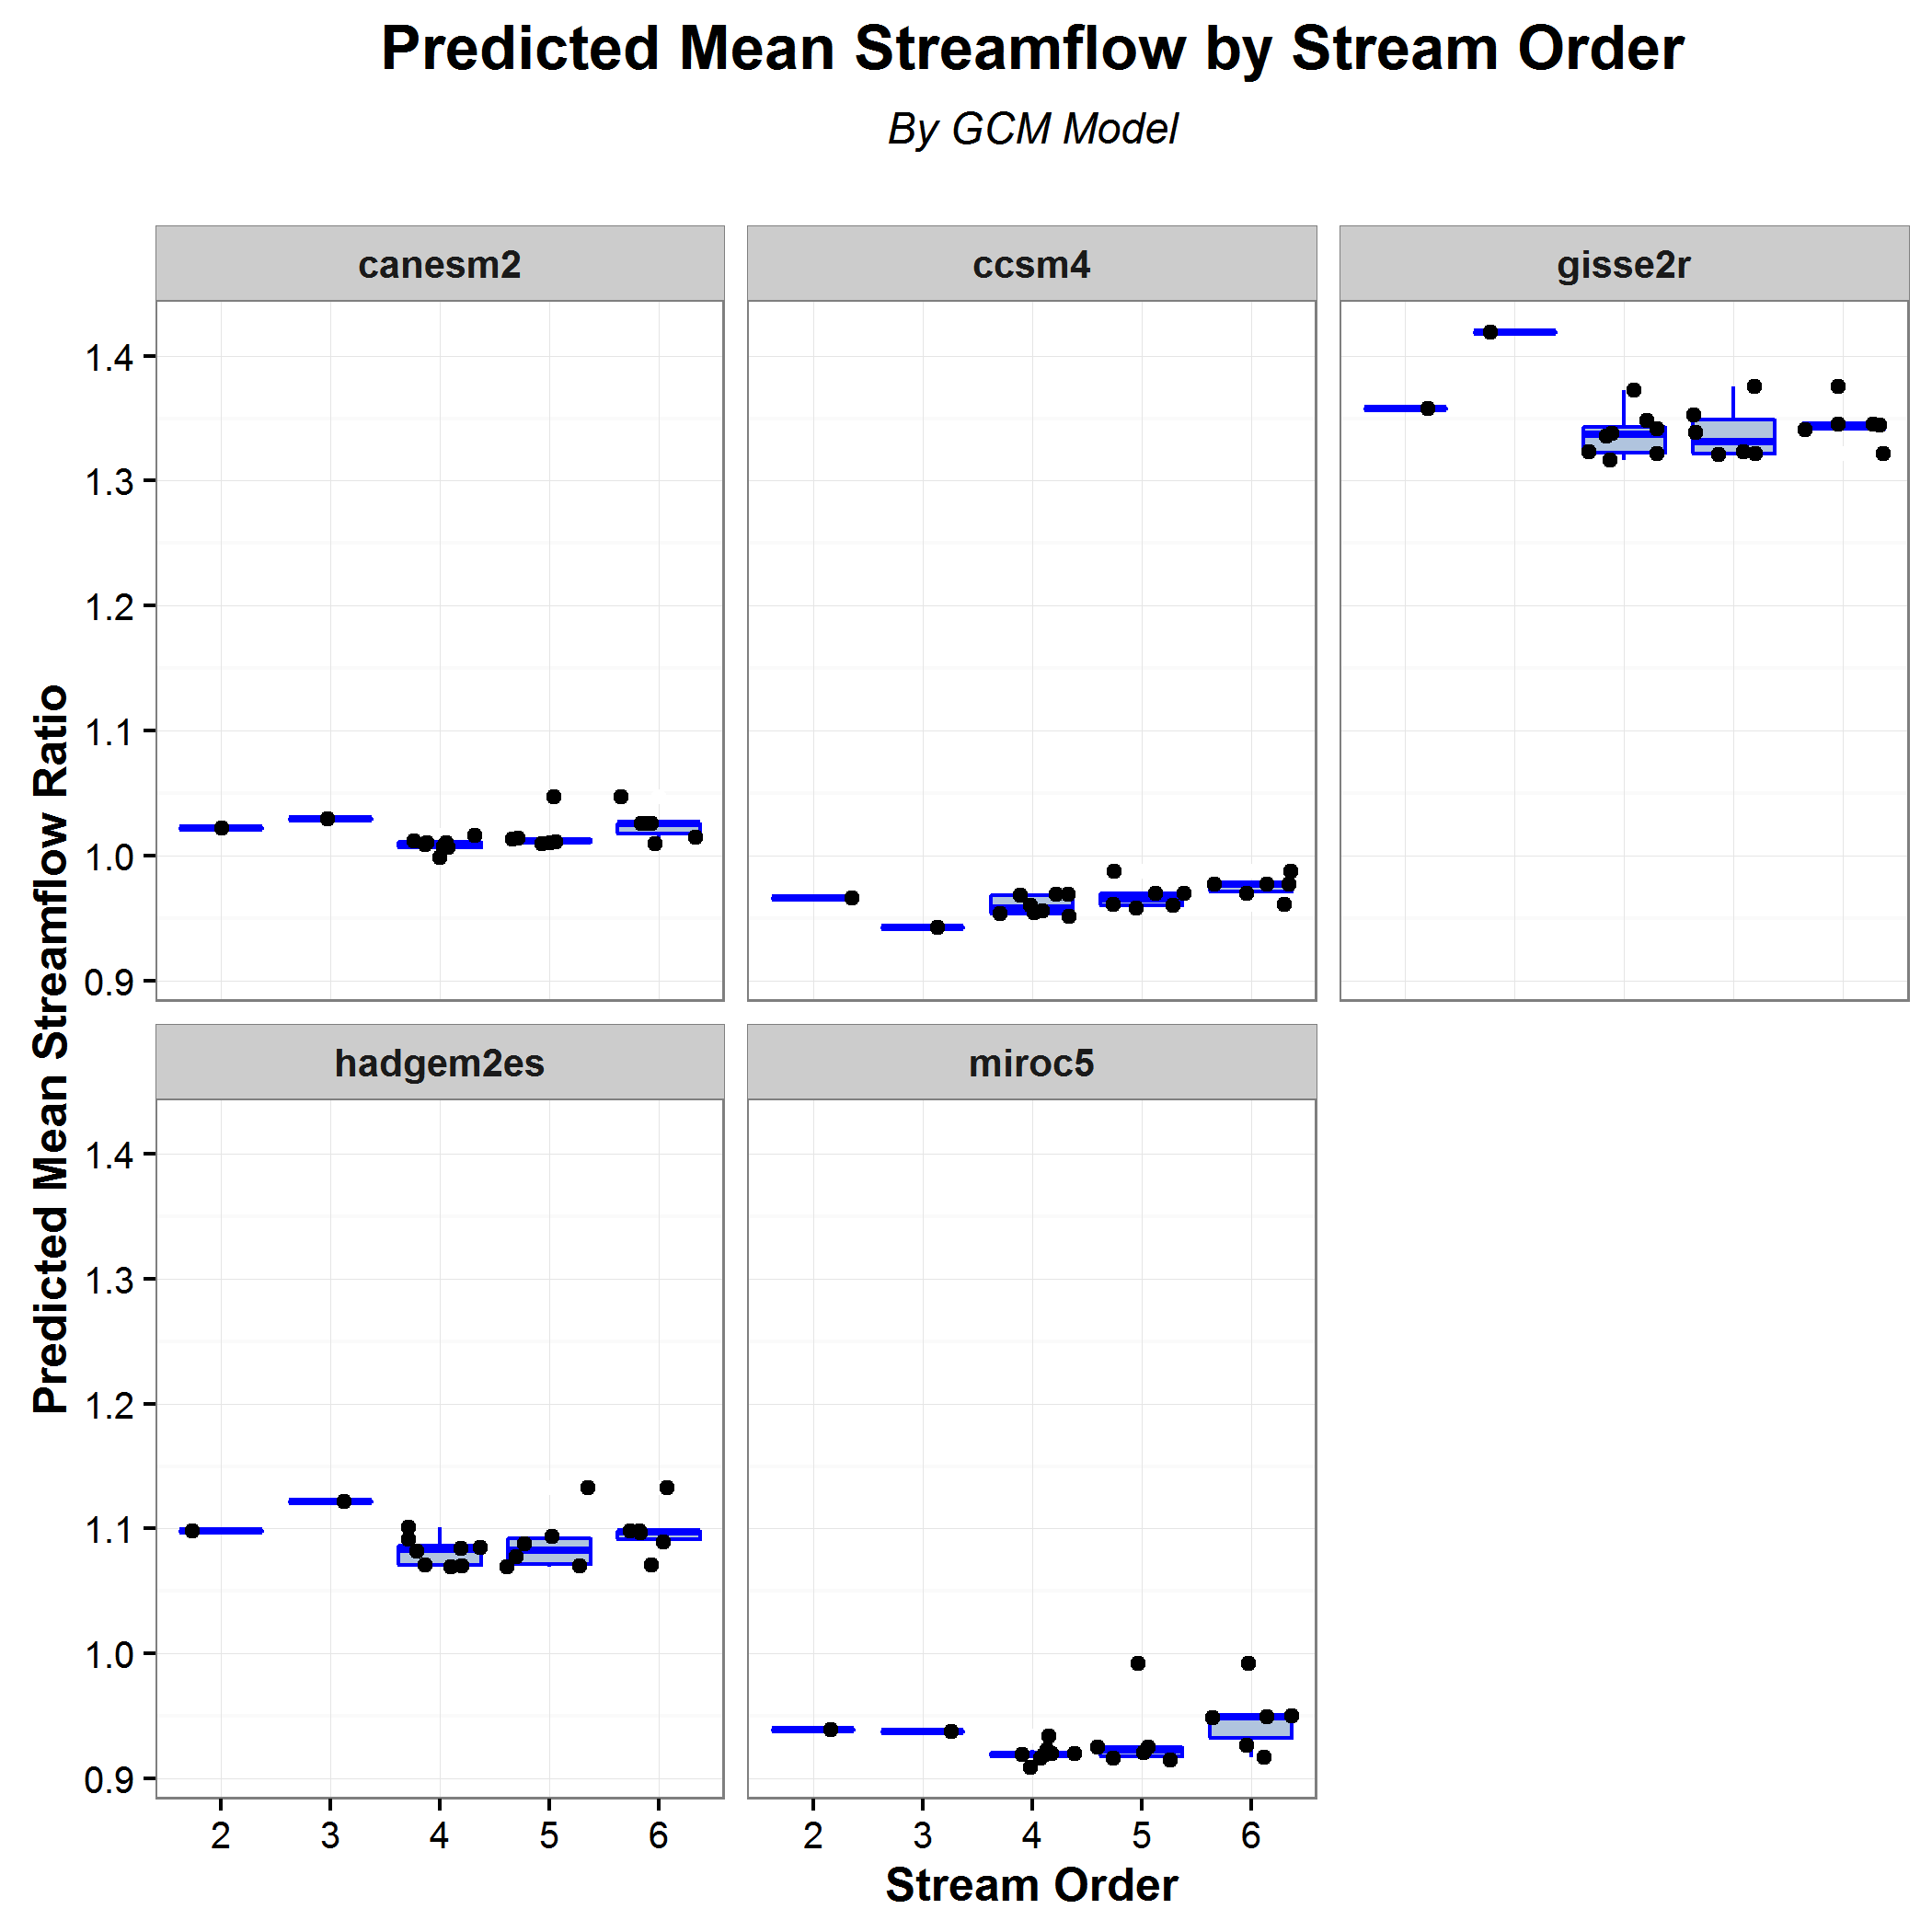 Predicted Mean Streamflow by Stream Order
By GCM Model
canesm2
ccsm4
gisse2r
1.4
1.3
1.2
1.1
1.0
0.9
Predicted Mean Streamflow Ratio
hadgem2es
miroc5
1.4
1.3
1.2
1.1
1.0
0.9
2 3 4 5 6
2 3 4 5 6
Stream Order